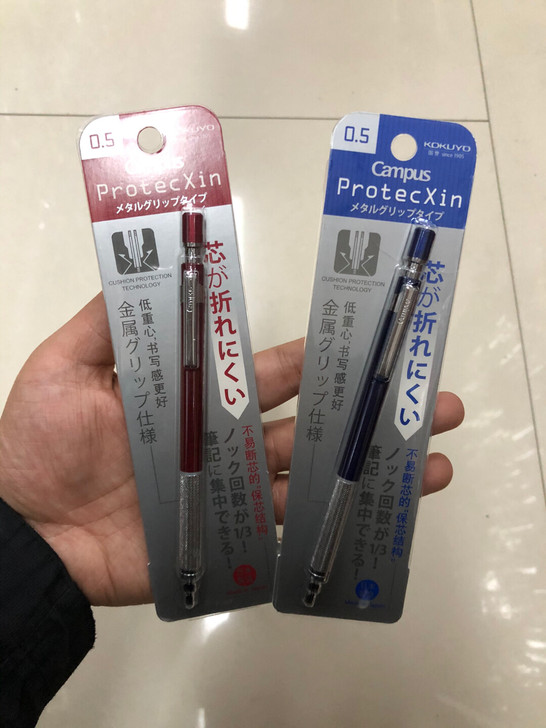 0.5
KOKUYO
Campus
ProtecXin
メタルグリップタイプ
CUSHION PROTECTION
TECHNOLOGY
芯が折れにくい
低重心,书写感更好
金属グリップ仕様
不易断芯的“保芯结构”
ノック回数が1/3!
筆記に集中できる!
Campus
0.5
KOKUYO
国誉 since 1905
Campus
ProtecXin
メタルグリップタイプ
CUSHION PROTECTION
TECHNOLOGY
芯が折れにくい
低重心,书写感更好
金属グリップ仕様
不易断芯的“保芯结构”
ノック回数が1/3!
筆記に集中できる!
Campus